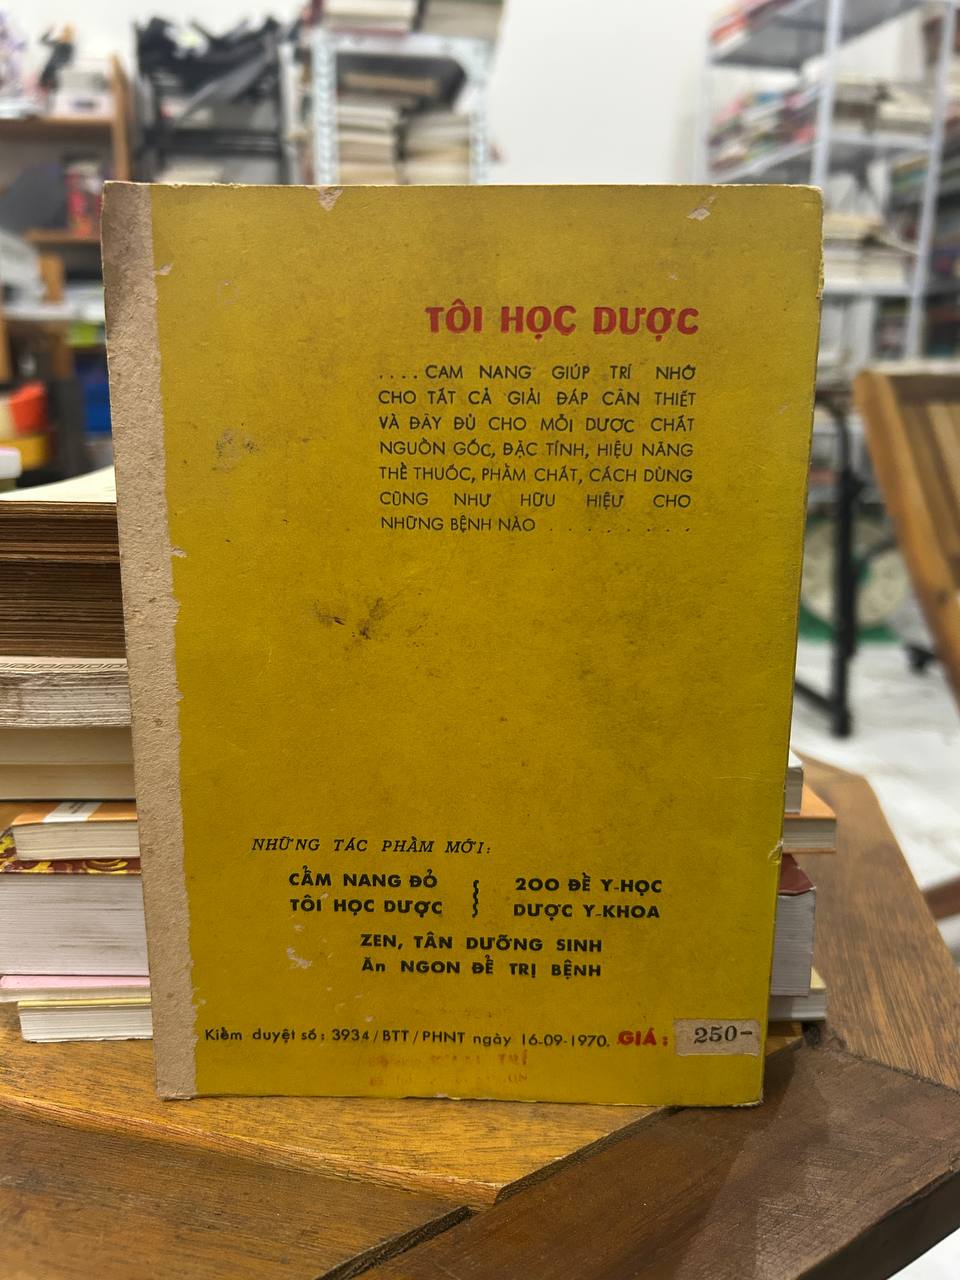 TÔI HỌC DƯỢC
....CAM NANG GIÚP TRÍ NHỚ
CHO TẤT CẢ GIẢI ĐÁP CẦN THIẾT
VÀ ĐẦY ĐỦ CHO MỖI DƯỢC CHẤT
NGUỒN GỐC, ĐẶC TÍNH, HIỆU NĂNG
THỂ THUỐC, PHẨM CHẤT, CÁCH DÙNG
CŨNG NHƯ HỮU HIỆU CHO
NHỮNG BỆNH NÀO . . . . . . . .
NHỮNG TÁC PHẨM MỚI:
CẨM NANG ĐỎ
TÔI HỌC DƯỢC
200 ĐỀ Y-HỌC
DƯỢC Y-KHOA
ZEN, TÂN DƯỠNG SINH
Ăn NGON ĐỂ TRỊ BỆNH
Kiểm duyệt số: 3934/BTT/PHNT ngày 16-09-1970. GIÁ: 250-